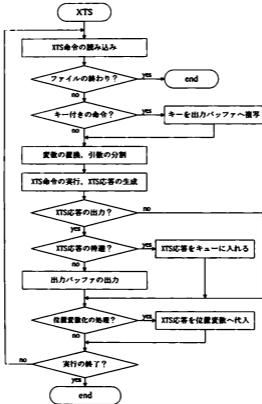 XTS
XTS命令の読み込み
ファイルの終わり?
yes
end
no
キー付きの命令?
yes
キーを出力バッファへ複写
no
変数の置換、引数の分割
XTS命令の実行、XTS応答の生成
XTS応答の出力?
no
yes
XTS応答の待避?
yes
XTS応答をキューに入れる
no
出力バッファの出力
位置変数化の処理?
yes
XTS応答を位置変数へ代入
no
no
実行の終了?
yes
end